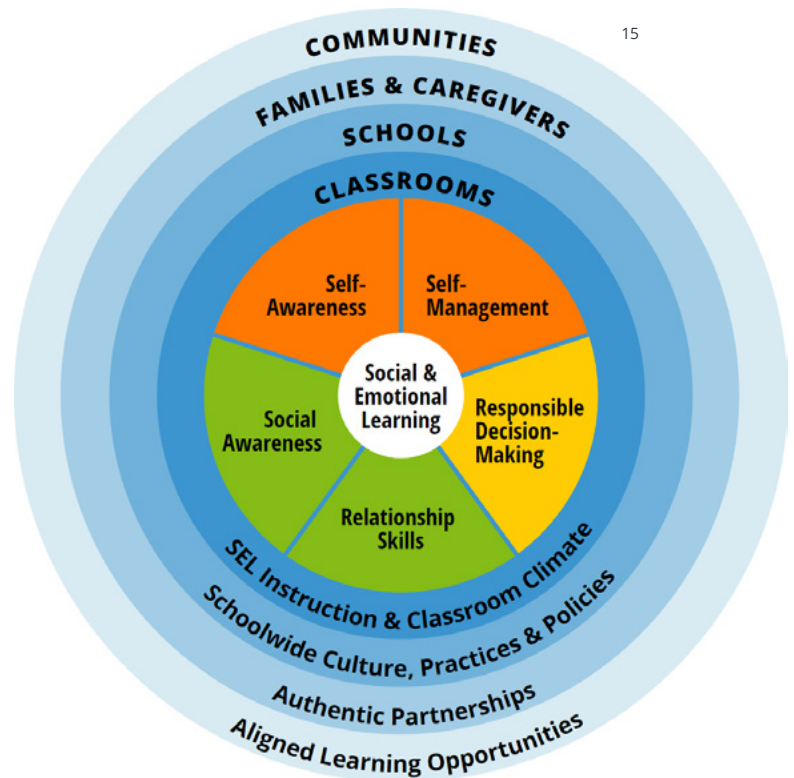 15
COMMUNITIES
FAMILIES & CAREGIVERS
SCHOOLS
CLASSROOMS
Self-
Awareness
Self-
Management
Social &
Emotional
Learning
Social
Awareness
Responsible
Decision-
Making
Relationship
Skills
SEL Instruction & Classroom Climate
Schoolwide Culture, Practices & Policies
Authentic Partnerships
Aligned Learning Opportunities